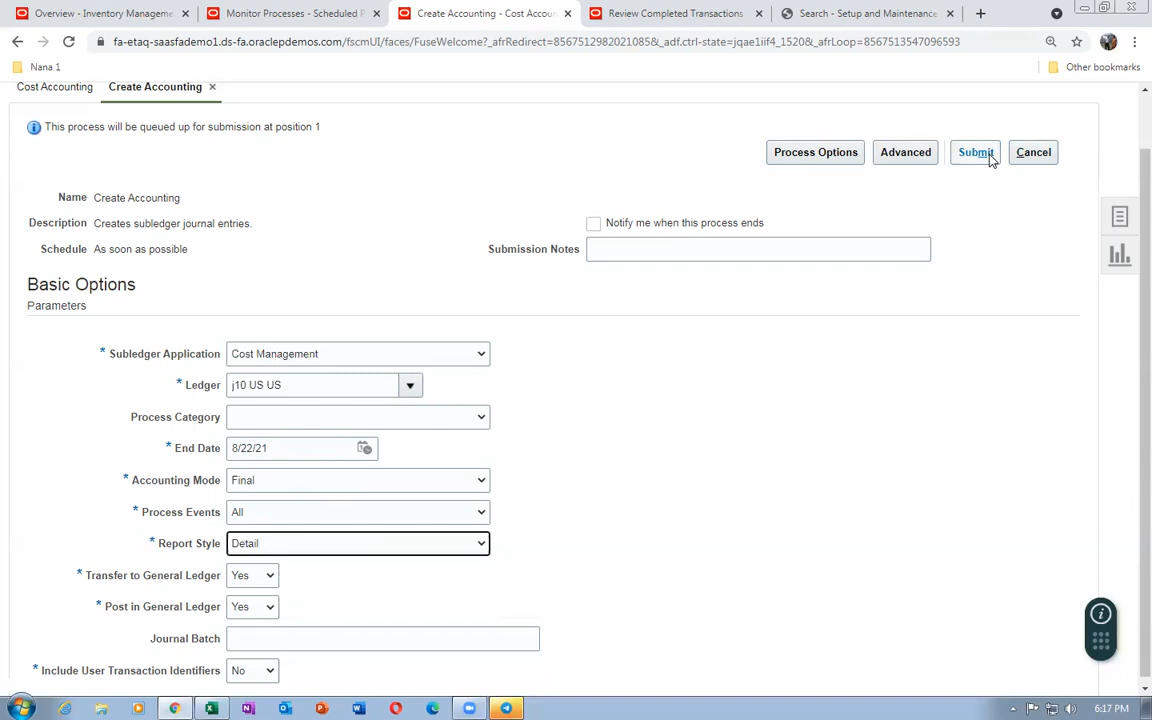 Overview - Inventory Manageme
Monitor Processes - Scheduled P
Create Accounting - Cost Accoun
Review Completed Transactions
Search - Setup and Maintenance
fa-etaq-saasfademo1.ds-fa.oraclepdemos.com/fscmUI/faces/FuseWelcome?_afrRedirect=8567512982021085&_adf.ctrl-state=jqae1iif4_1520&_afrLoop=8567513547096593
Nana 1
Other bookmarks
Cost Accounting
Create Accounting
This process will be queued up for submission at position 1
Process Options
Advanced
Submit
Cancel
Name Create Accounting
Description Creates subledger journal entries.
Notify me when this process ends
Schedule As soon as possible
Submission Notes
Basic Options
Parameters
* Subledger Application Cost Management
* Ledger j10 US US
Process Category
* End Date 8/22/21
* Accounting Mode Final
* Process Events All
* Report Style Detail
* Transfer to General Ledger Yes
* Post in General Ledger Yes
Journal Batch
* Include User Transaction Identifiers No
6:17 PM